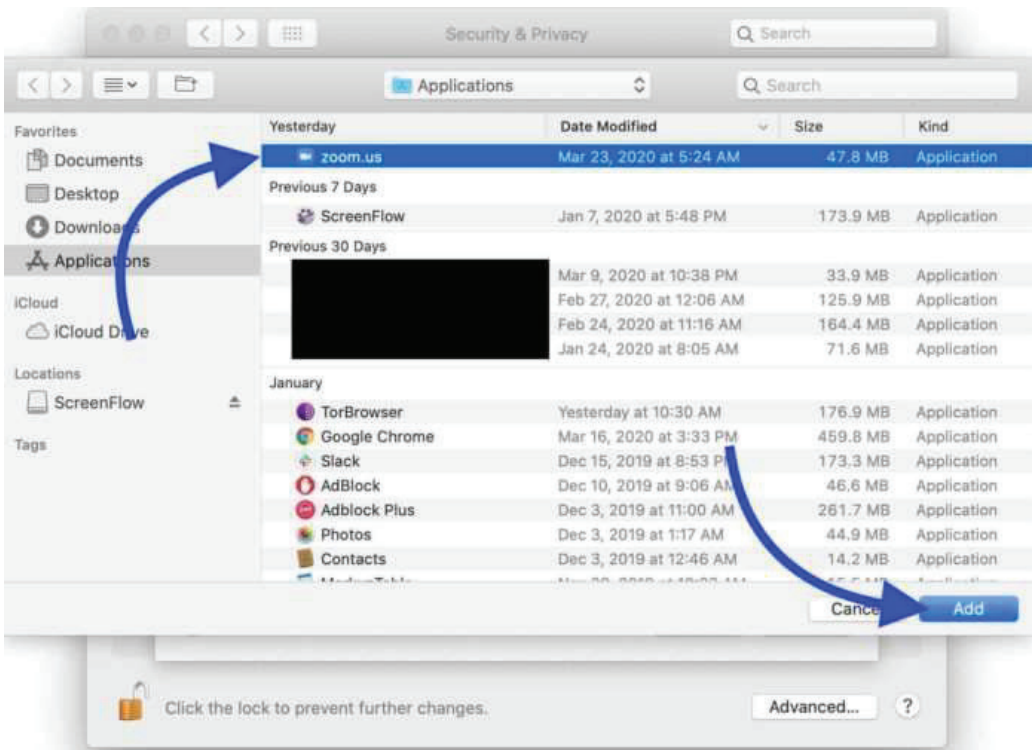 Security & Privacy Search
Applications Search
Favorites
Documents
Desktop
Downloads
Applications
iCloud
iCloud Drive
Locations
ScreenFlow
Tags
Yesterday Date Modified Size Kind
zoom.us Mar 23, 2020 at 5:24 AM 47.8 MB Application
Previous 7 Days
ScreenFlow Jan 7, 2020 at 5:48 PM 173.9 MB Application
Previous 30 Days
Mar 9, 2020 at 10:38 PM 33.9 MB Application
Feb 27, 2020 at 12:06 AM 125.9 MB Application
Feb 24, 2020 at 11:16 AM 164.4 MB Application
Jan 24, 2020 at 8:05 AM 71.6 MB Application
January
TorBrowser Yesterday at 10:30 AM 176.9 MB Application
Google Chrome Mar 16, 2020 at 3:33 PM 459.8 MB Application
Slack Dec 15, 2019 at 8:53 PM 173.3 MB Application
AdBlock Dec 10, 2019 at 9:06 AM 46.6 MB Application
Adblock Plus Dec 3, 2019 at 11:00 AM 261.7 MB Application
Photos Dec 3, 2019 at 1:17 AM 44.9 MB Application
Contacts Dec 3, 2019 at 12:46 AM 14.2 MB Application
Cancel Add
Click the lock to prevent further changes. Advanced... ?